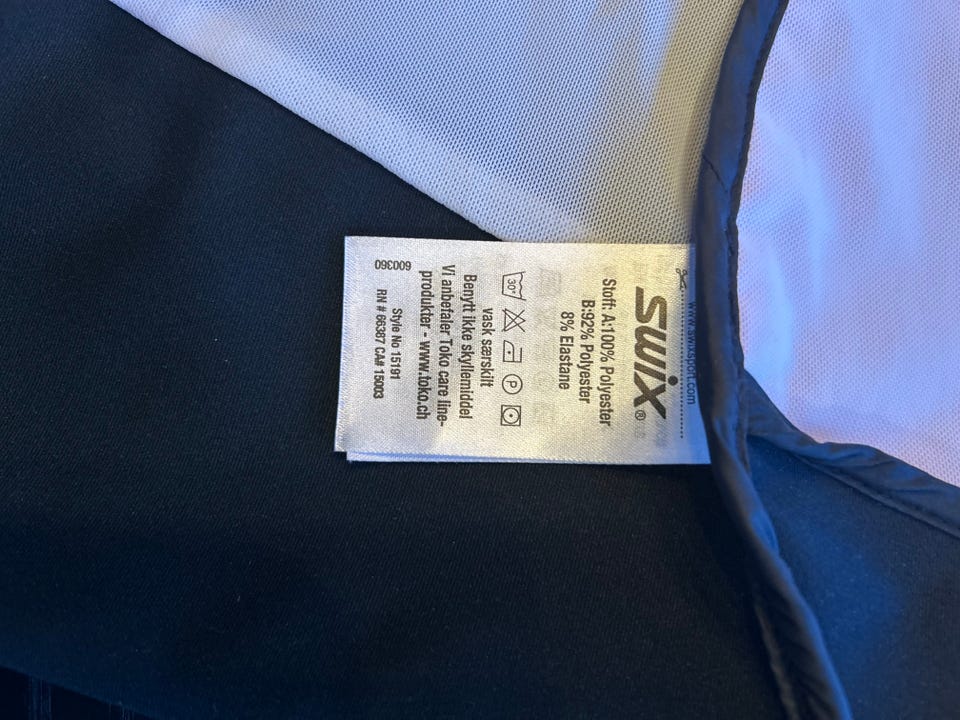 www.swixsport.com
SWIX®
Stoff: A:100% Polyester
B:92% Polyester
8% Elastane
30°
P
vask særskilt
Benytt ikke skyllemiddel
Vi anbefaler Toko care line-
produkter - www.toko.ch
Style No 15191
RN # 66387 CA# 15003
600360